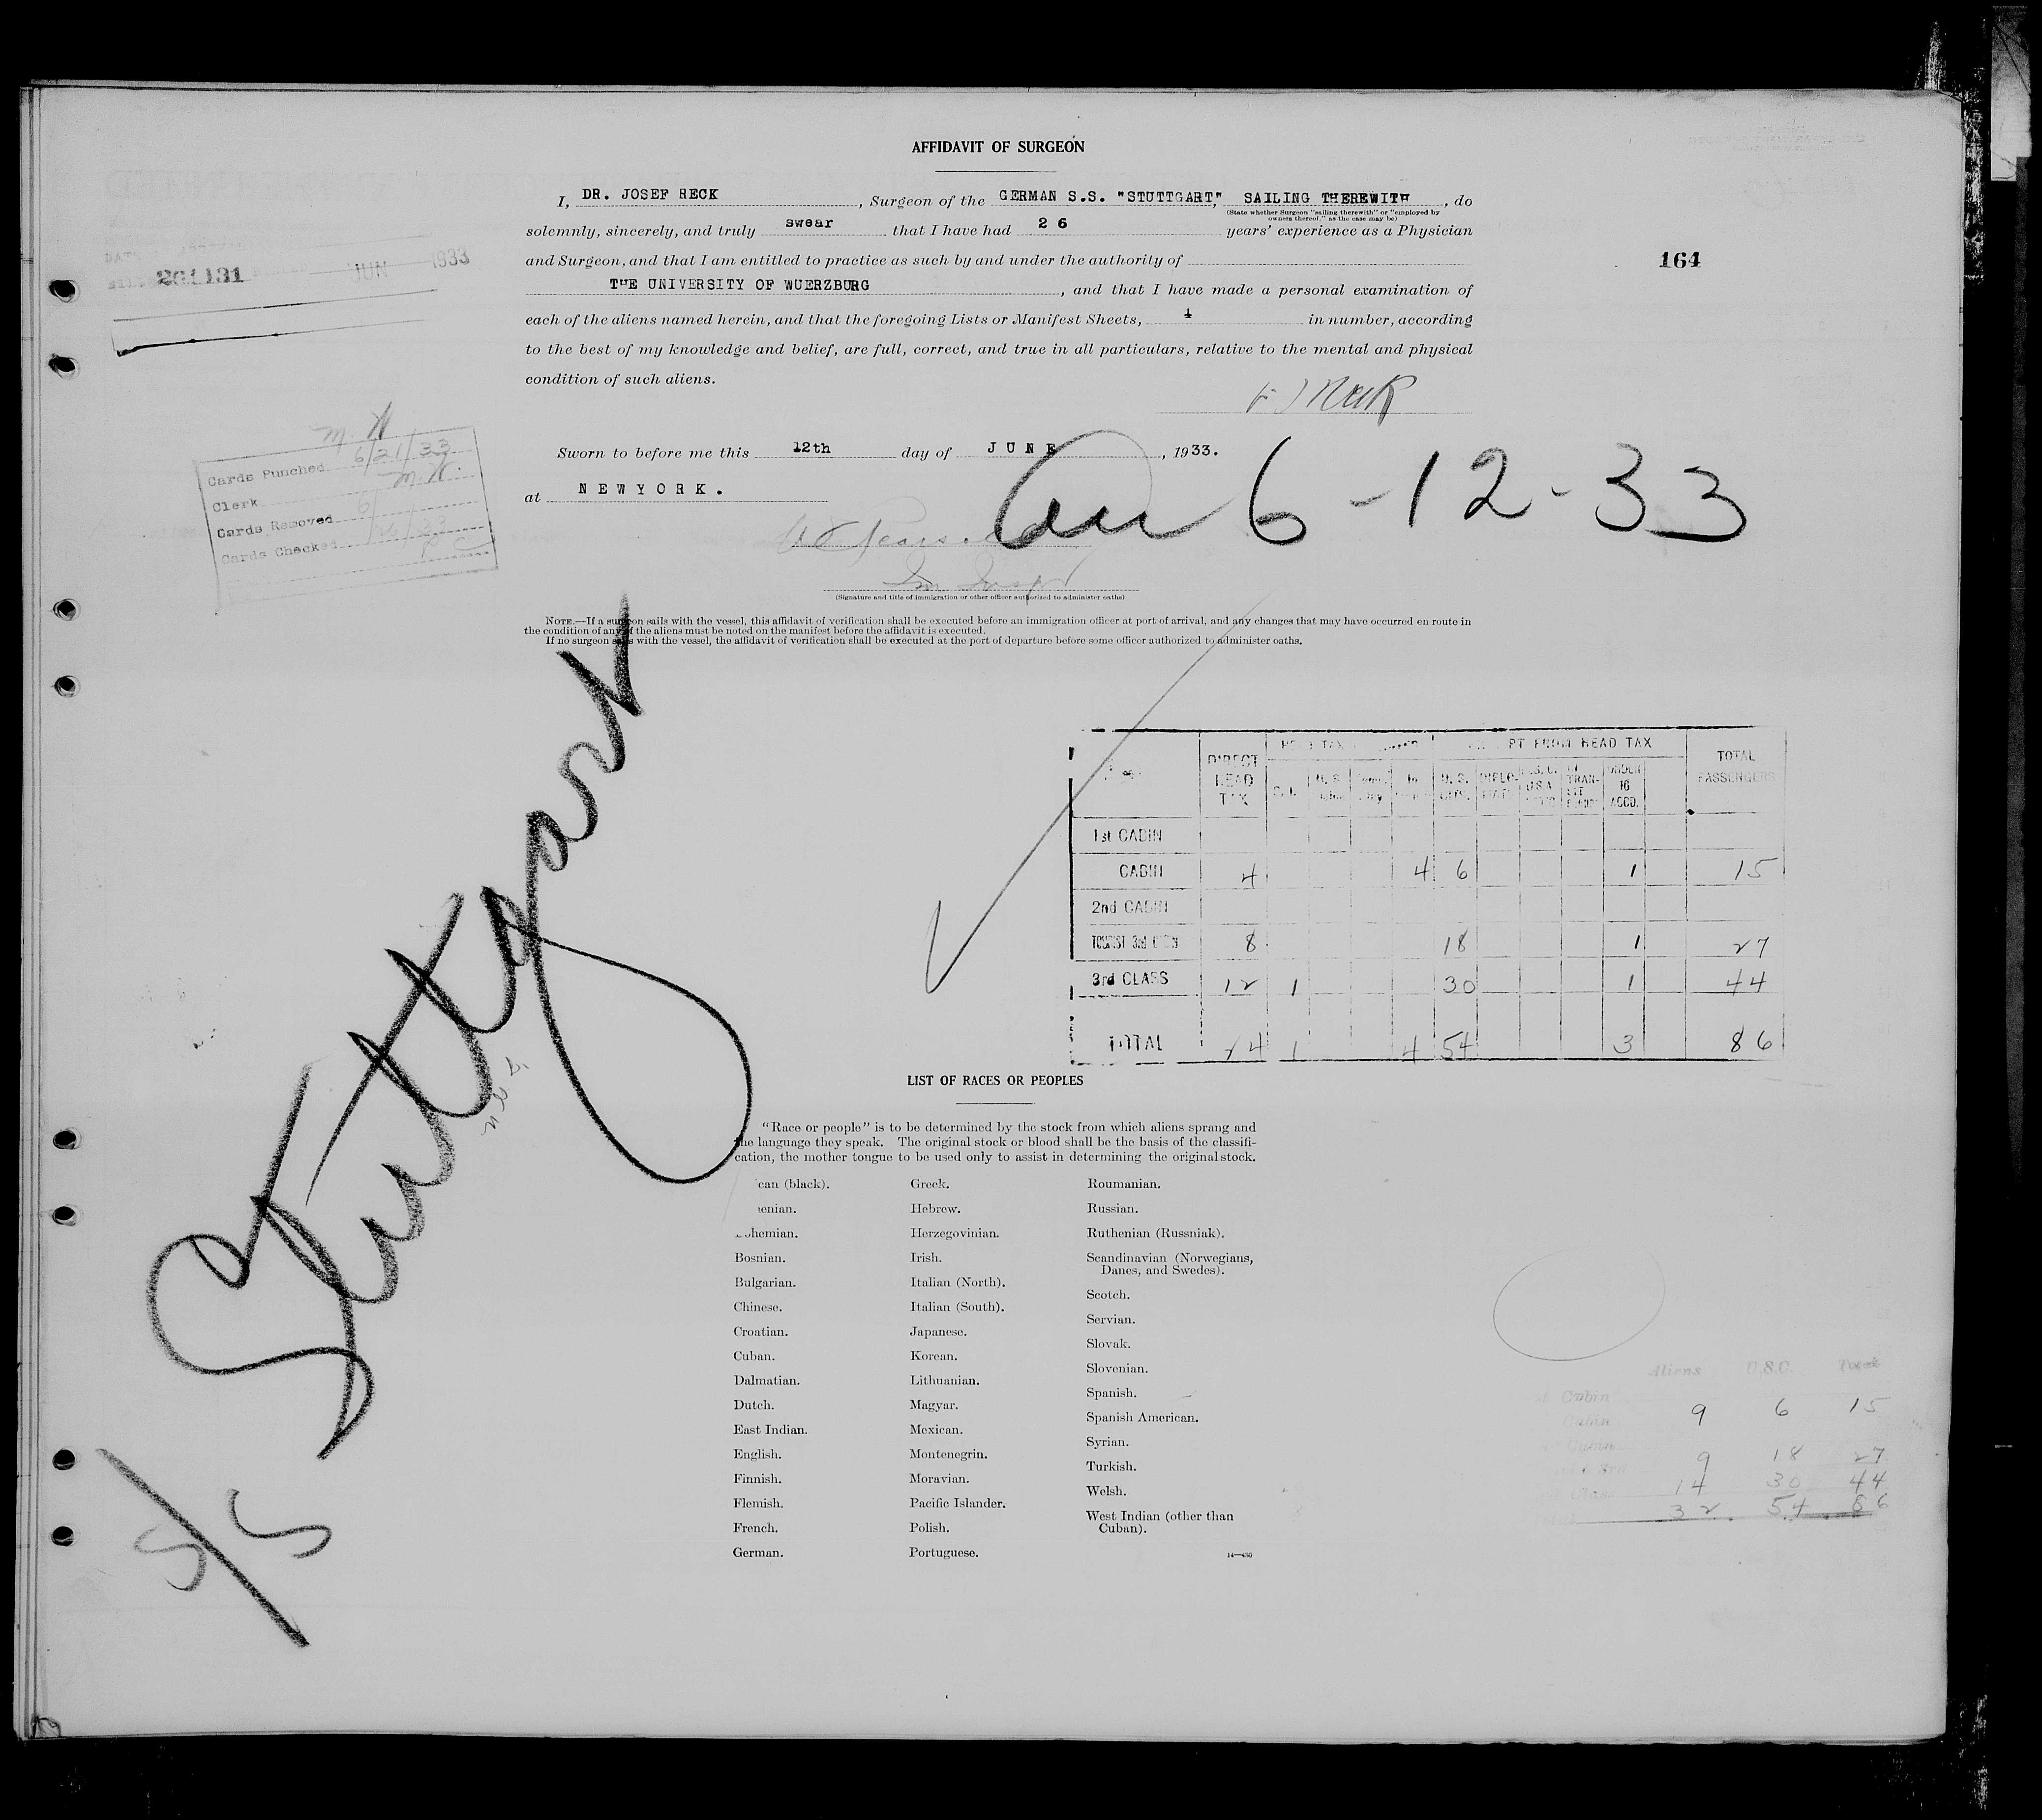 AFFIDAVIT OF SURGEON
I, DR. JOSEF RECK, Surgeon of the GERMAN S.S. "STUTTGART," SAILING THEREWITH, do
(State whether Surgeon "sailing therewith" or "employed by
owners thereof," as the case may be)
solemnly, sincerely, and truly swear that I have had 26 years' experience as a Physician
and Surgeon, and that I am entitled to practice as such by and under the authority of
THE UNIVERSITY OF WUERZBURG, and that I have made a personal examination of
each of the aliens named herein, and that the foregoing Lists or Manifest Sheets, 1 in number, according
to the best of my knowledge and belief, are full, correct, and true in all particulars, relative to the mental and physical
condition of such aliens.
164
261131 JUN 1933
Sworn to before me this 12th day of JUNE, 1933.
at NEWYORK.
6-12-33
M.W.
Cards Punched 6/21/33
Clerk M.W.
Cards Removed
Cards Checked
(Signature and title of immigration or other officer authorized to administer oaths)
NOTE.—If a surgeon sails with the vessel, this affidavit of verification shall be executed before an immigration officer at port of arrival, and any changes that may have occurred en route in
the condition of any of the aliens must be noted on the manifest before the affidavit is executed.
If no surgeon sails with the vessel, the affidavit of verification shall be executed at the port of departure before some officer authorized to administer oaths.
S/S Stuttgart
DIRECT HEAD TAX HEAD TAX TOTAL PASSENGERS
U. S. UNDER 16 ACCD.
1st CABIN
CABIN 4 4 6 1 15
2nd CABIN
TOURIST 3rd 8 18 1 27
3rd CLASS 12 1 30 1 44
TOTAL 24 1 4 54 3 86
LIST OF RACES OR PEOPLES
"Race or people" is to be determined by the stock from which aliens sprang and
the language they speak. The original stock or blood shall be the basis of the classifi-
cation, the mother tongue to be used only to assist in determining the original stock.
can (black).
enian.
ohemian.
Bosnian.
Bulgarian.
Chinese.
Croatian.
Cuban.
Dalmatian.
Dutch.
East Indian.
English.
Finnish.
Flemish.
French.
German.
Greek.
Hebrew.
Herzegovinian.
Irish.
Italian (North).
Italian (South).
Japanese.
Korean.
Lithuanian.
Magyar.
Mexican.
Montenegrin.
Moravian.
Pacific Islander.
Polish.
Portuguese.
Roumanian.
Russian.
Ruthenian (Russniak).
Scandinavian (Norwegians,
Danes, and Swedes).
Scotch.
Servian.
Slovak.
Slovenian.
Spanish.
Spanish American.
Syrian.
Turkish.
Welsh.
West Indian (other than
Cuban).
14—450
Aliens U.S.C. Total
Cabin
Cabin 9 6 15
Cabin
9 18 27
Class 14 30 44
32 54 86